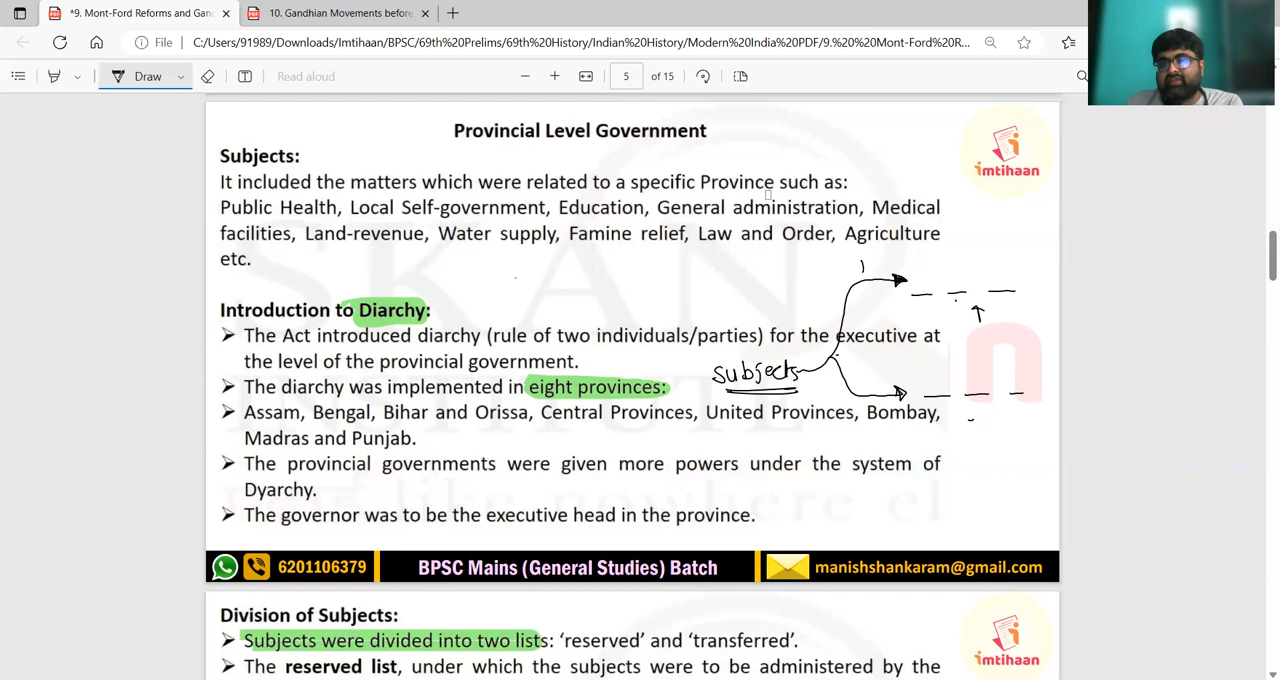 *9. Mont-Ford Reforms and Gand
10. Gandhian Movements before
File
C:/Users/91989/Downloads/Imtihaan/BPSC/69th%20Prelims/69th%20History/Indian%20History/Modern%20India%20PDF/9.%20%20Mont-Ford%20R...
Draw
Read aloud
5
of 15
Provincial Level Government
imtihaan
Subjects:
It included the matters which were related to a specific Province such as:
Public Health, Local Self-government, Education, General administration, Medical
facilities, Land-revenue, Water supply, Famine relief, Law and Order, Agriculture
etc.
Introduction to Diarchy:
The Act introduced diarchy (rule of two individuals/parties) for the executive at
the level of the provincial government.
subjects
The diarchy was implemented in eight provinces:
Assam, Bengal, Bihar and Orissa, Central Provinces, United Provinces, Bombay,
Madras and Punjab.
The provincial governments were given more powers under the system of
Dyarchy.
The governor was to be the executive head in the province.
6201106379
BPSC Mains (General Studies) Batch
manishshankaram@gmail.com
Division of Subjects:
Subjects were divided into two lists: ‘reserved’ and ‘transferred’.
imtihaan
The reserved list, under which the subjects were to be administered by the